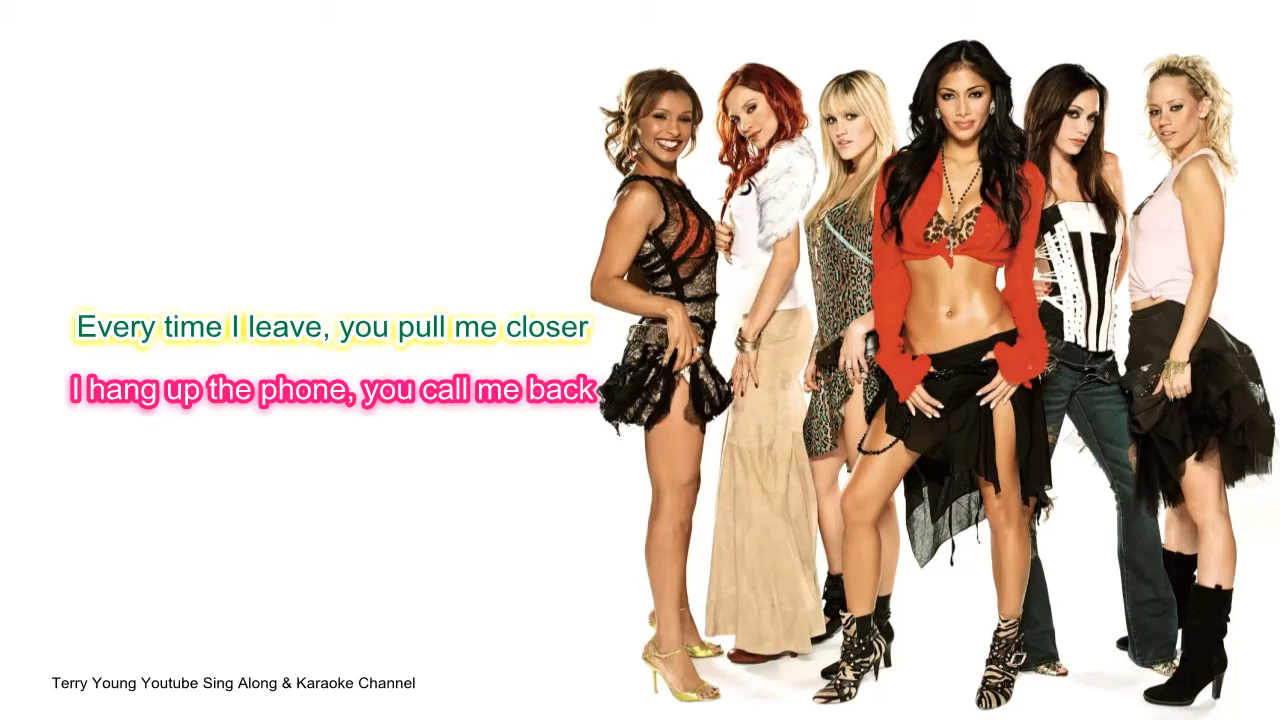 Every time I leave, you pull me closer
I hang up the phone, you call me back
Terry Young Youtube Sing Along & Karaoke Channel